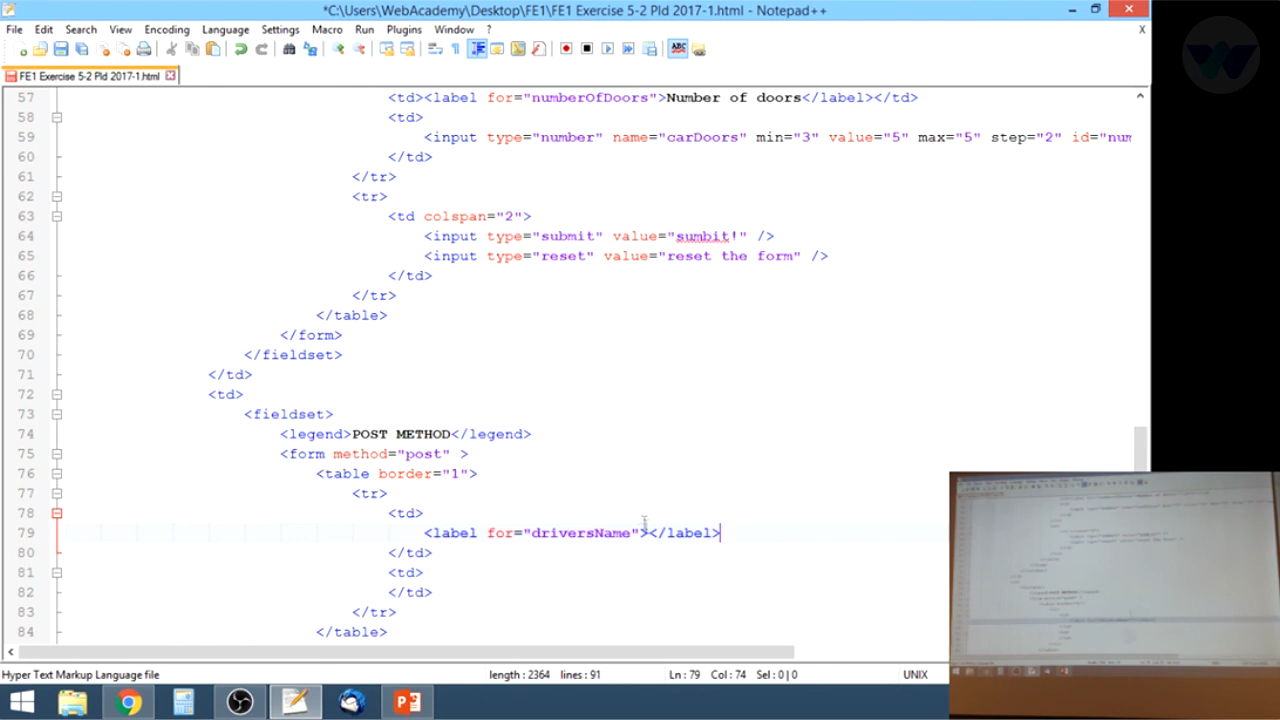 *C:\Users\WebAcademy\Desktop\FE1\FE1 Exercise 5-2 Pld 2017-1.html - Notepad++
File Edit Search View Encoding Language Settings Macro Run Plugins Window ? X
FE1 Exercise 5-2 Pld 2017-1.html
57 <td><label for="numberOfDoors">Number of doors</label></td>
58 <td>
59 <input type="number" name="carDoors" min="3" value="5" max="5" step="2" id="num
60 </td>
61 </tr>
62 <tr>
63 <td colspan="2">
64 <input type="submit" value="sumbit!" />
65 <input type="reset" value="reset the form" />
66 </td>
67 </tr>
68 </table>
69 </form>
70 </fieldset>
71 </td>
72 <td>
73 <fieldset>
74 <legend>POST METHOD</legend>
75 <form method="post" >
76 <table border="1">
77 <tr>
78 <td>
79 <label for="driversName"></label>
80 </td>
81 <td>
82 </td>
83 </tr>
84 </table>
Hyper Text Markup Language file length : 2364 lines : 91 Ln : 79 Col : 74 Sel : 0 | 0 UNIX